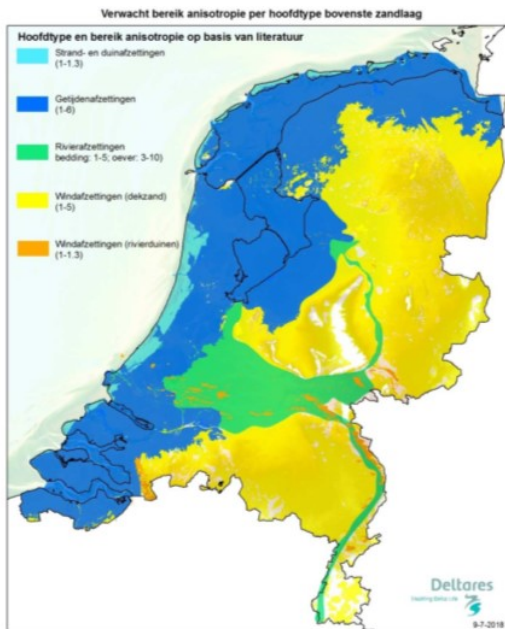 Verwacht bereik anisotropie per hoofdtype bovenste zandlaag
Hoofdtype en bereik anisotropie op basis van literatuur
Strand- en duinafzettingen
(1-1.3)
Getijdenafzettingen
(1-6)
Rivierafzettingen
bedding: 1-5; oever: 3-10)
Windafzettingen (dekzand)
(1-5)
Windafzettingen (rivierduinen)
(1-1.3)
Deltares
9-7-2018